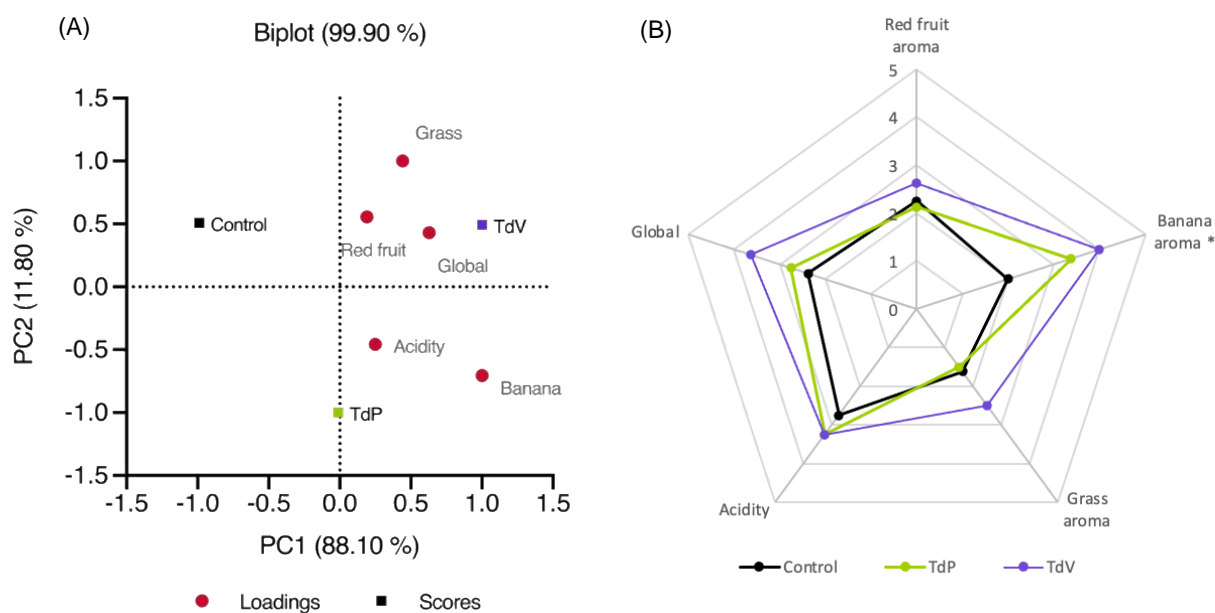 (A)
Biplot (99.90 %)
PC2 (11.80 %)
1.5
1.0
0.5
0.0
-0.5
-1.0
-1.5
Grass
Control
TdV
Red fruit
Global
Acidity
Banana
TdP
-1.5 -1.0 -0.5 0.0 0.5 1.0 1.5
PC1 (88.10 %)
Loadings Scores
(B)
Red fruit
aroma
5
4
3
2
1
0
Global
Banana
aroma *
Acidity
Grass
aroma
Control TdP TdV